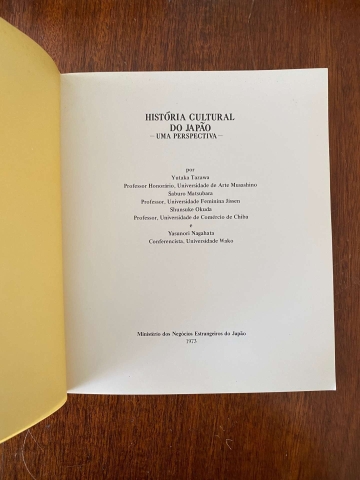 HISTÓRIA CULTURAL
DO JAPÃO
— UMA PERSPECTIVA —
por
Yutaka Tazawa
Professor Honorário, Universidade de Arte Musashino
Saburo Matsubara
Professor, Universidade Feminina Jissen
Shunsuke Okuda
Professor, Universidade de Comércio de Chiba
e
Yasunori Nagahata
Conferencista, Universidade Wako
Ministério dos Negócios Estrangeiros do Japão
1973